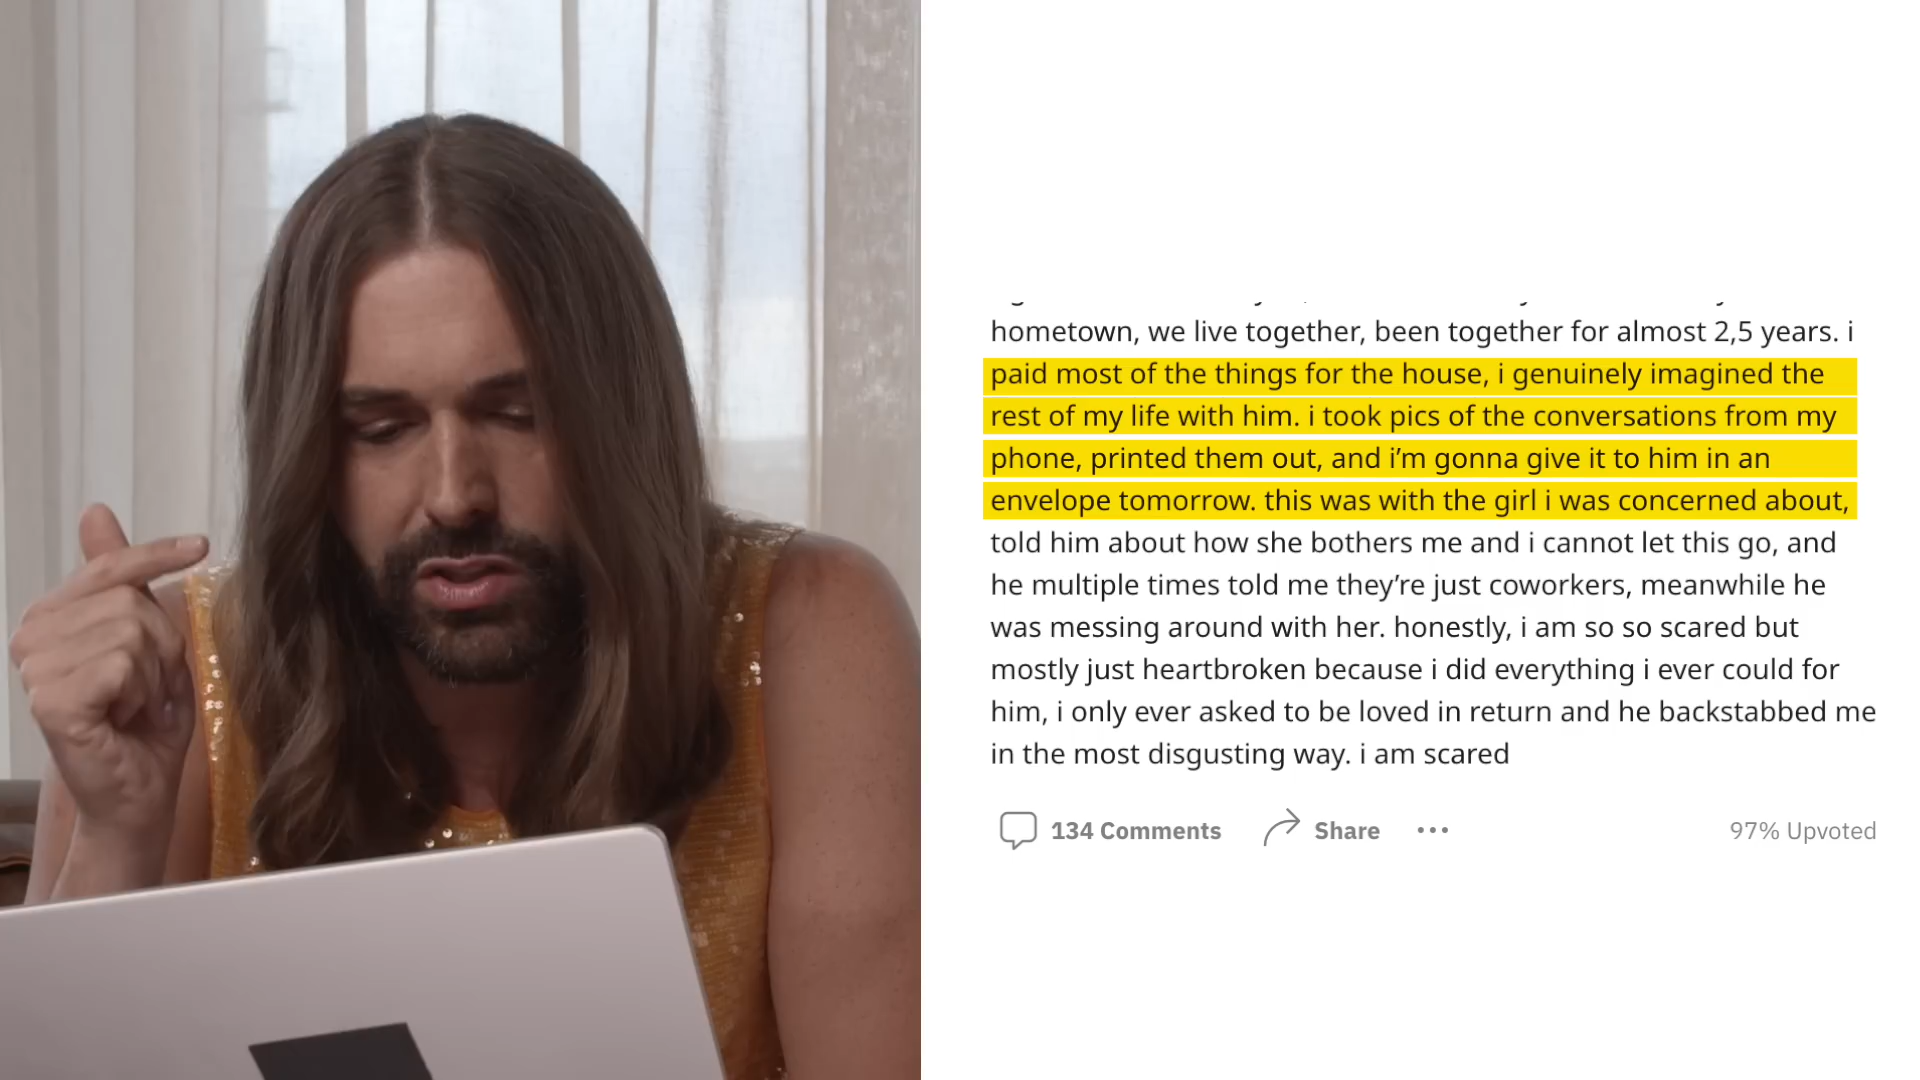 hometown, we live together, been together for almost 2,5 years. i
paid most of the things for the house, i genuinely imagined the
rest of my life with him. i took pics of the conversations from my
phone, printed them out, and i’m gonna give it to him in an
envelope tomorrow. this was with the girl i was concerned about,
told him about how she bothers me and i cannot let this go, and
he multiple times told me they’re just coworkers, meanwhile he
was messing around with her. honestly, i am so so scared but
mostly just heartbroken because i did everything i ever could for
him, i only ever asked to be loved in return and he backstabbed me
in the most disgusting way. i am scared
134 Comments Share ••• 97% Upvoted